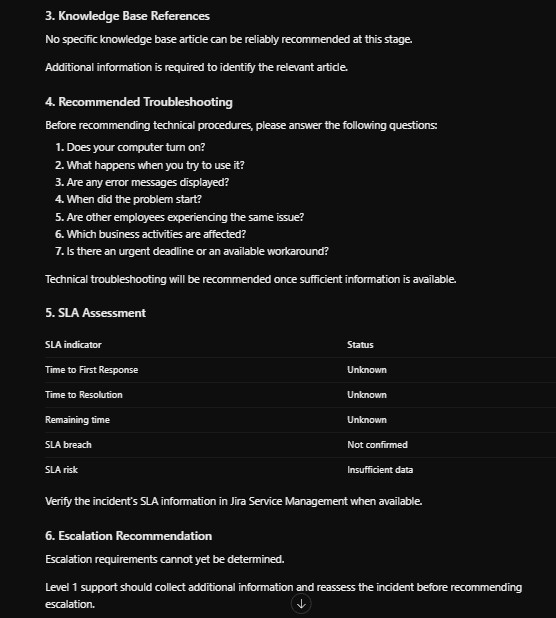 3. Knowledge Base References
No specific knowledge base article can be reliably recommended at this stage.
Additional information is required to identify the relevant article.
4. Recommended Troubleshooting
Before recommending technical procedures, please answer the following questions:
1. Does your computer turn on?
2. What happens when you try to use it?
3. Are any error messages displayed?
4. When did the problem start?
5. Are other employees experiencing the same issue?
6. Which business activities are affected?
7. Is there an urgent deadline or an available workaround?
Technical troubleshooting will be recommended once sufficient information is available.
5. SLA Assessment
SLA indicator Status
Time to First Response Unknown
Time to Resolution Unknown
Remaining time Unknown
SLA breach Not confirmed
SLA risk Insufficient data
Verify the incident's SLA information in Jira Service Management when available.
6. Escalation Recommendation
Escalation requirements cannot yet be determined.
Level 1 support should collect additional information and reassess the incident before recommending
escalation.